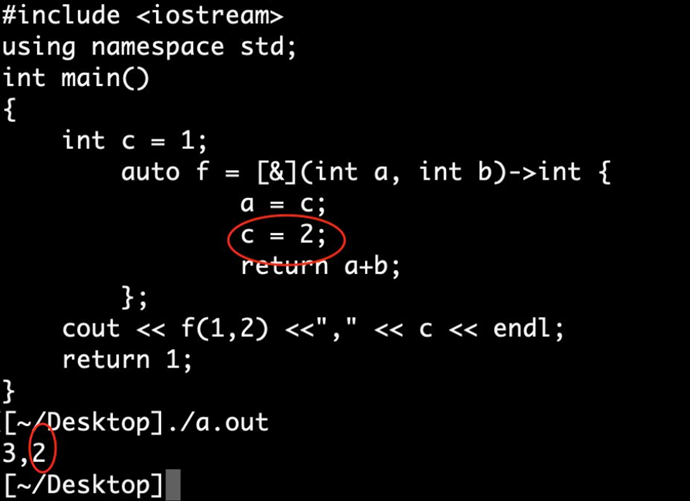 #include <iostream>
using namespace std;
int main()
{
    int c = 1;
        auto f = [&](int a, int b)->int {
                a = c;
                c = 2;
                return a+b;
        };
    cout << f(1,2) <<"," << c << endl;
    return 1;
}
[~/Desktop]./a.out
3,2
[~/Desktop]